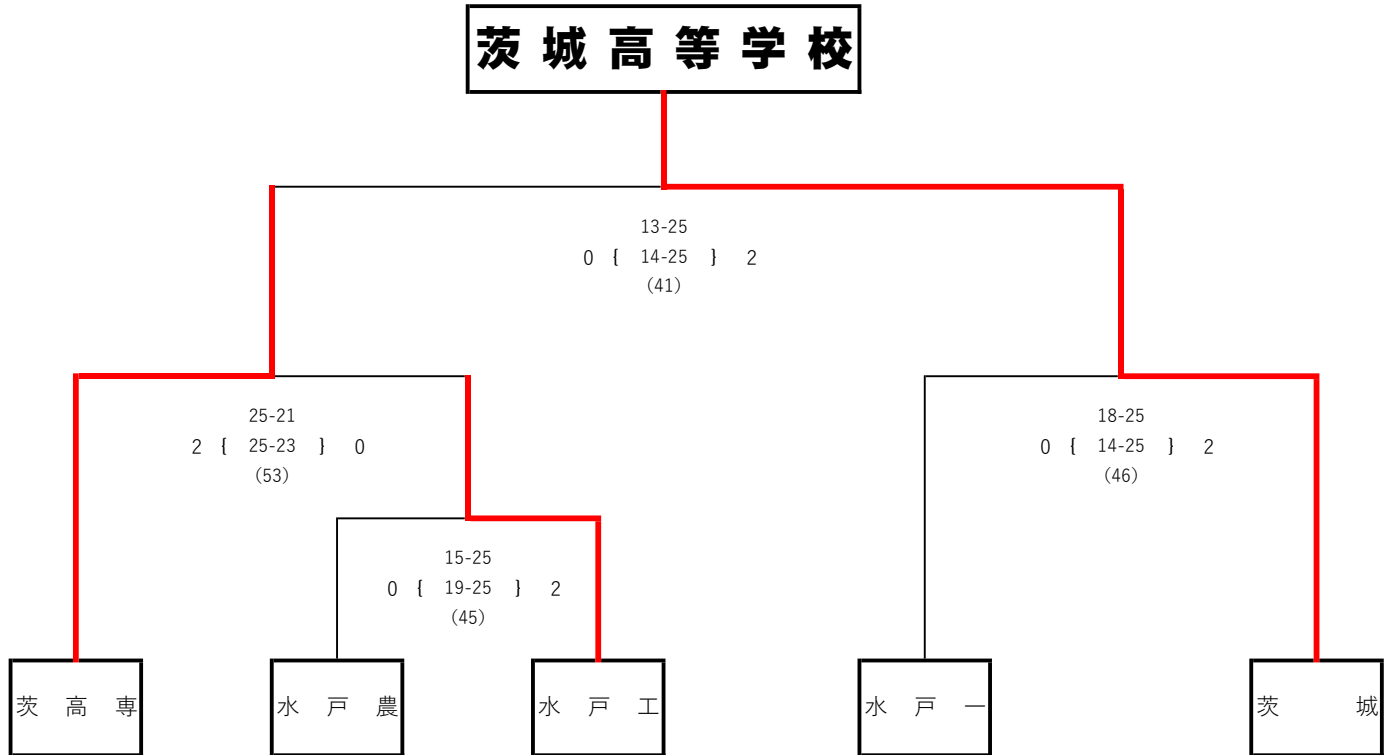 茨城高等学校
13-25
0 { 14-25 } 2
(41)
25-21
2 { 25-23 } 0
(53)
18-25
0 { 14-25 } 2
(46)
15-25
0 { 19-25 } 2
(45)
茨高専
水戸農
水戸工
水戸一
茨城